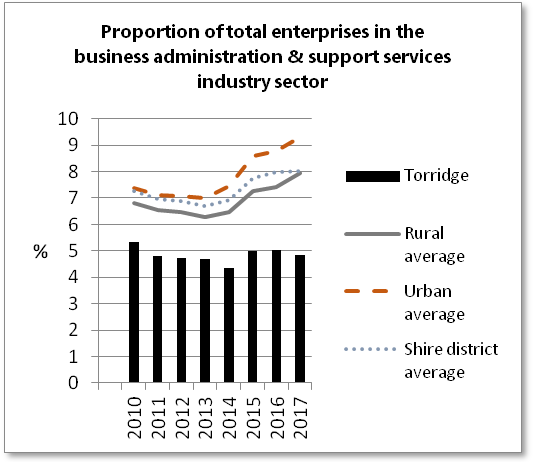 Proportion of total enterprises in the
business administration & support services
industry sector
10
9
8
7
6
5
4
3
2
1
0
%
2010
2011
2012
2013
2014
2015
2016
2017
Torridge
Rural
average
Urban
average
Shire district
average